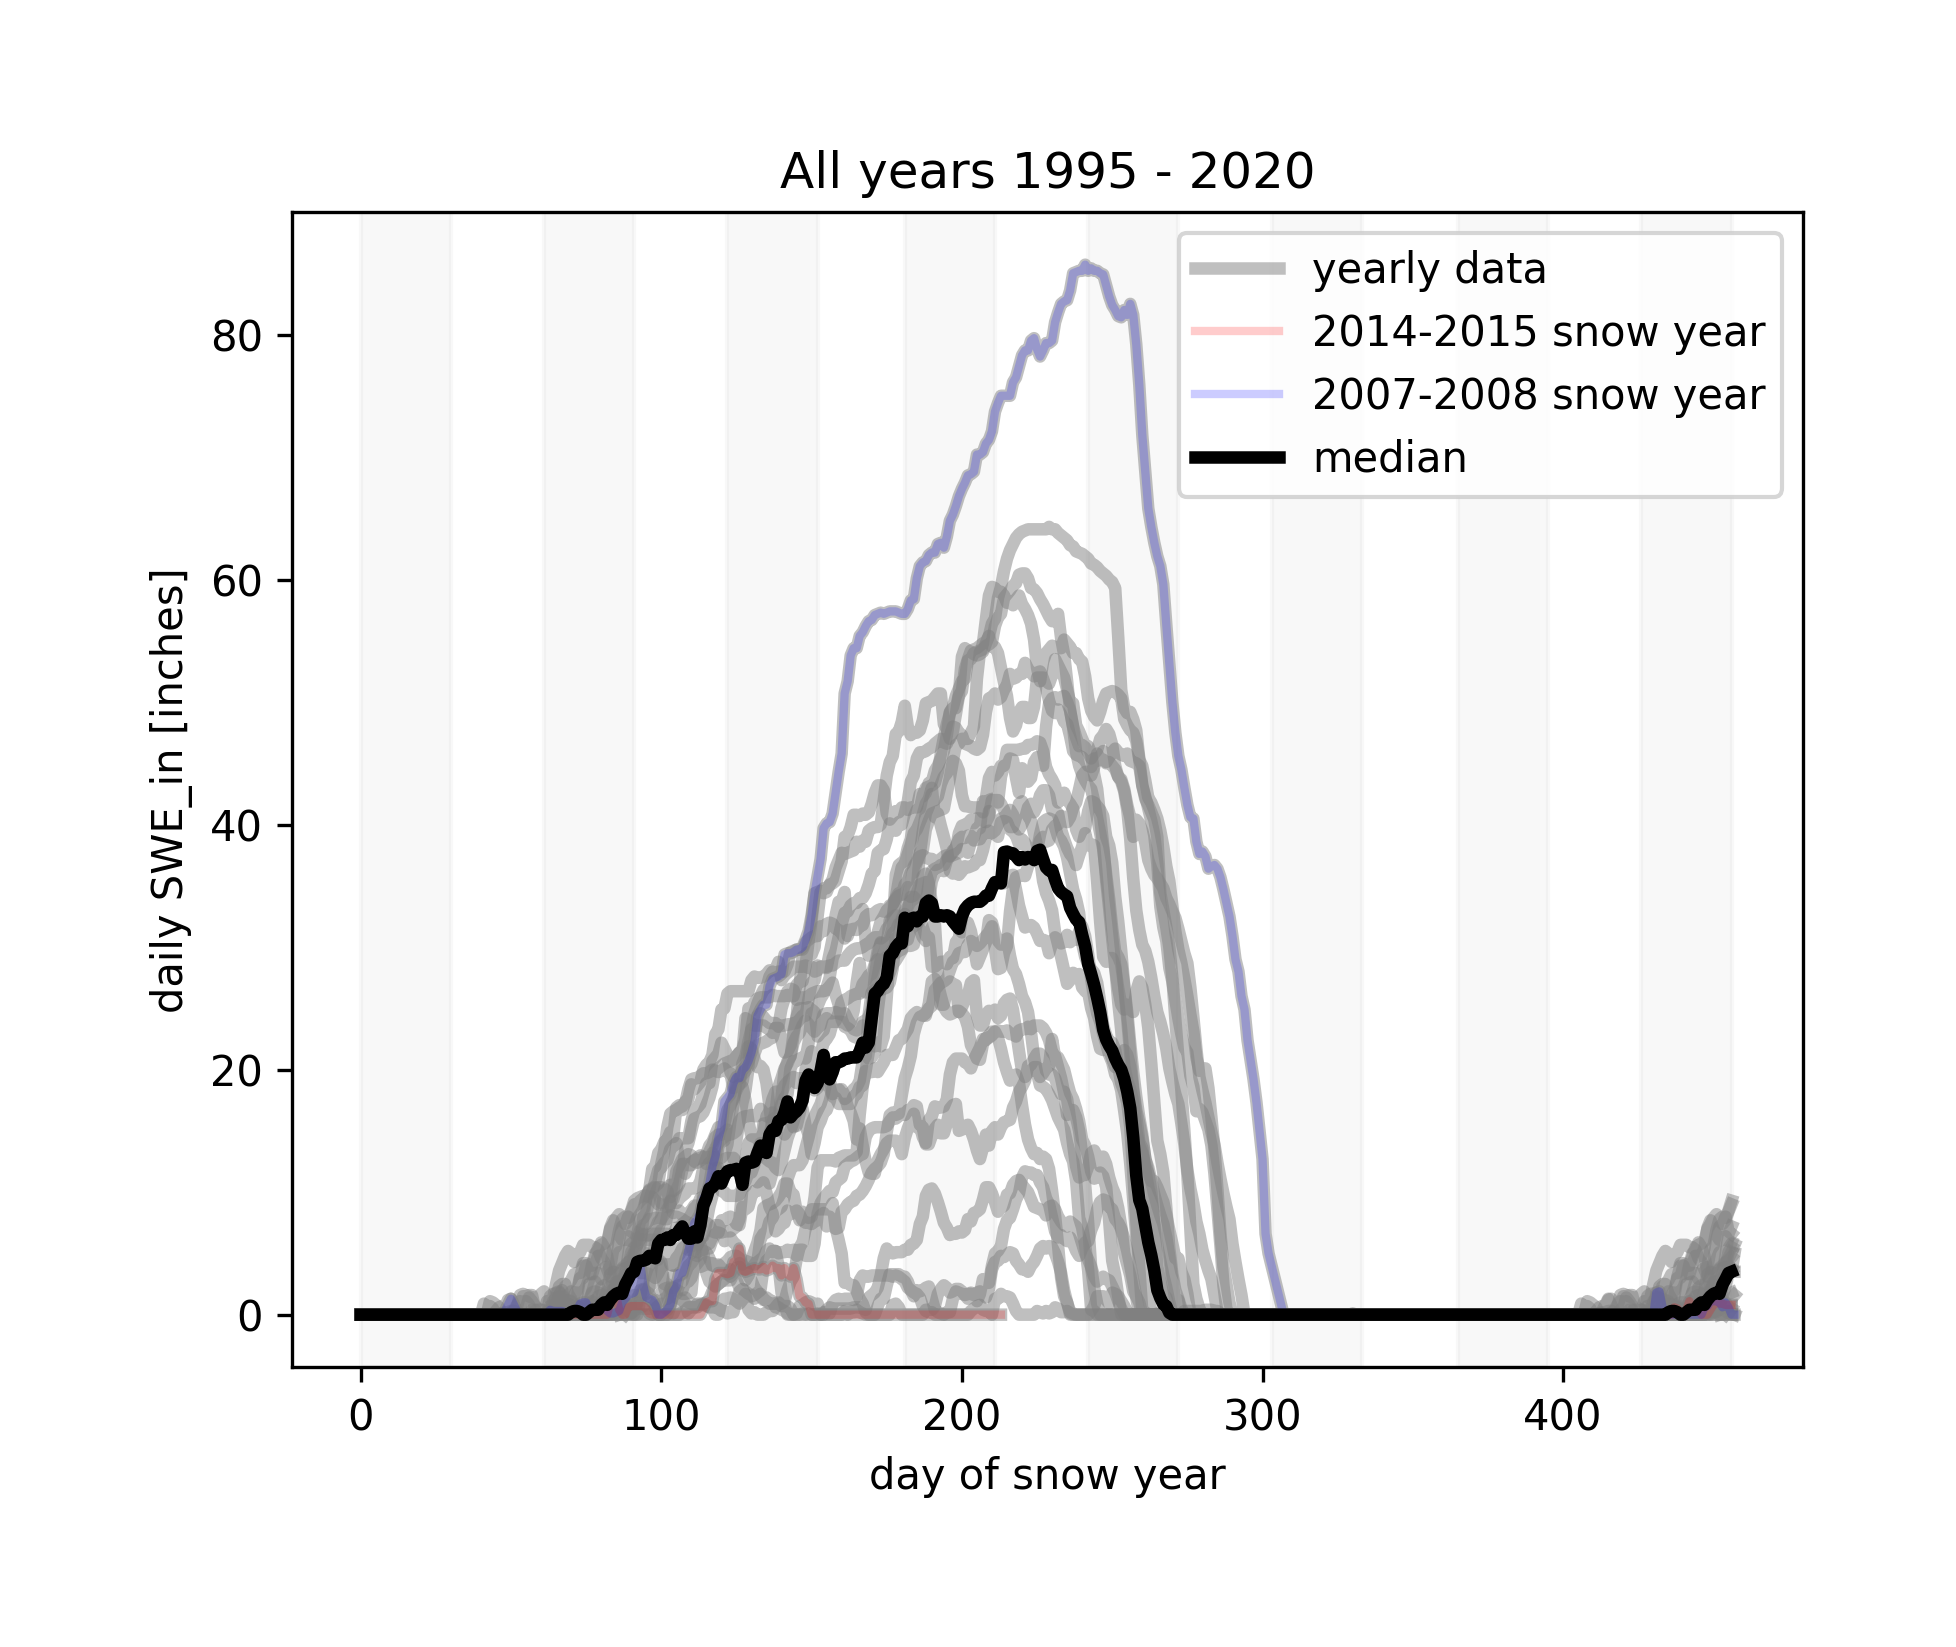 All years 1995 - 2020
yearly data
2014-2015 snow year
2007-2008 snow year
median
daily SWE_in [inches]
80
60
40
20
0
0 100 200 300 400
day of snow year